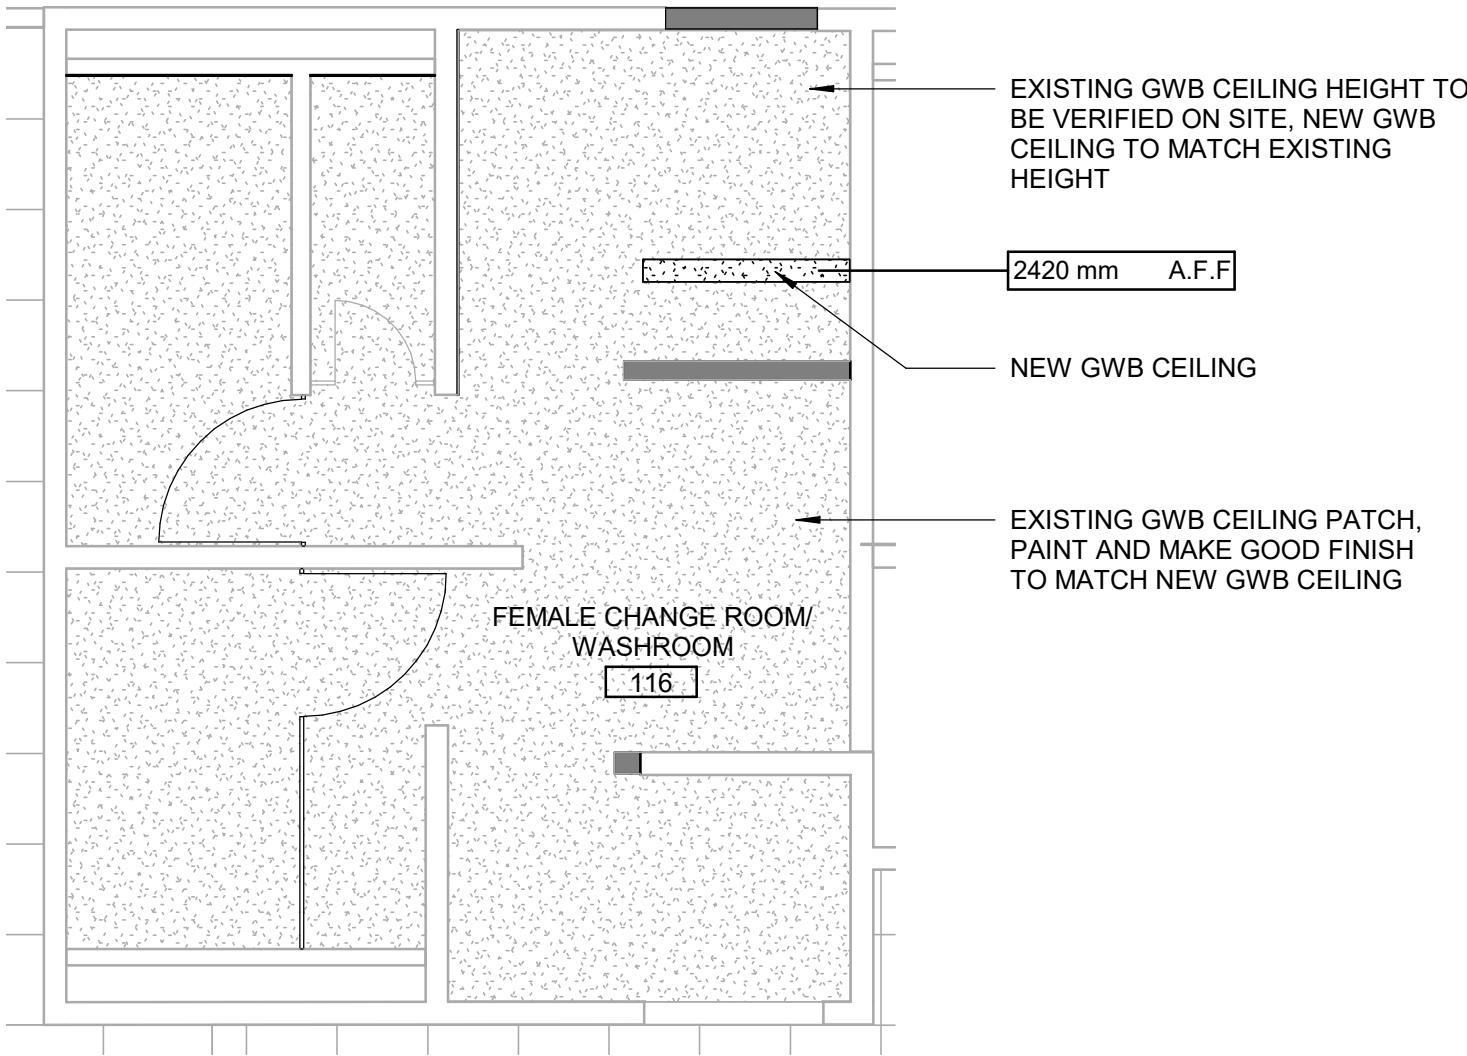 EXISTING GWB CEILING HEIGHT TO
BE VERIFIED ON SITE, NEW GWB
CEILING TO MATCH EXISTING
HEIGHT
2420 mm A.F.F
NEW GWB CEILING
EXISTING GWB CEILING PATCH,
PAINT AND MAKE GOOD FINISH
TO MATCH NEW GWB CEILING
FEMALE CHANGE ROOM/
WASHROOM
116